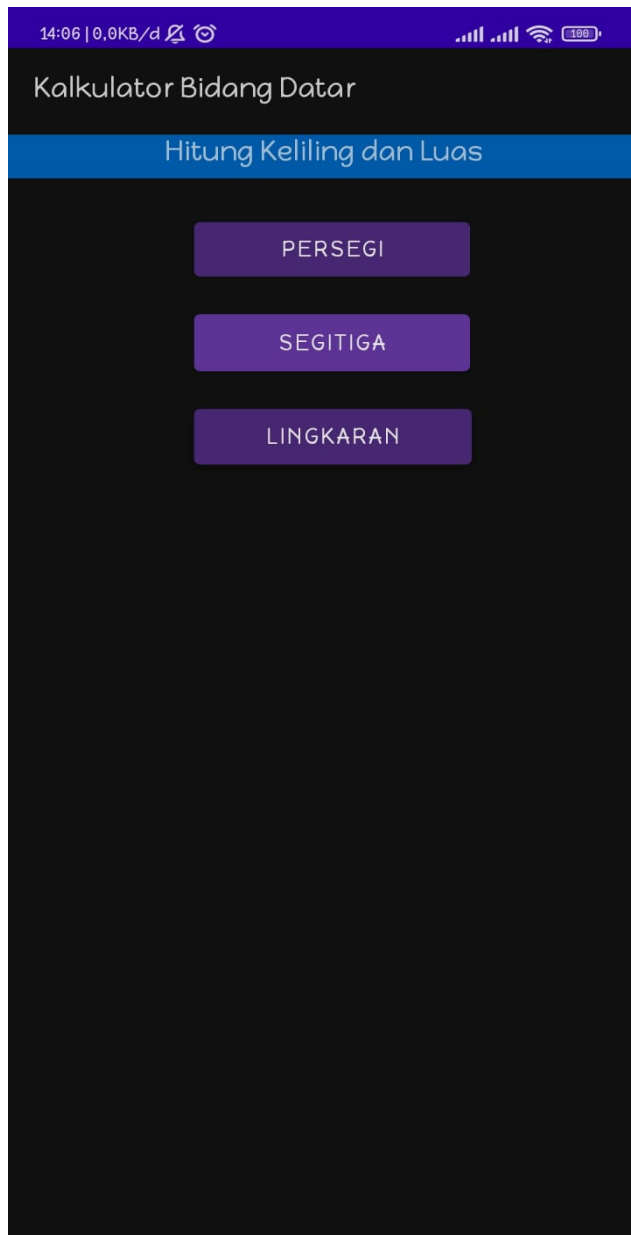 14:06 | 0,0KB/d 100
Kalkulator Bidang Datar
Hitung Keliling dan Luas
PERSEGI
SEGITIGA
LINGKARAN